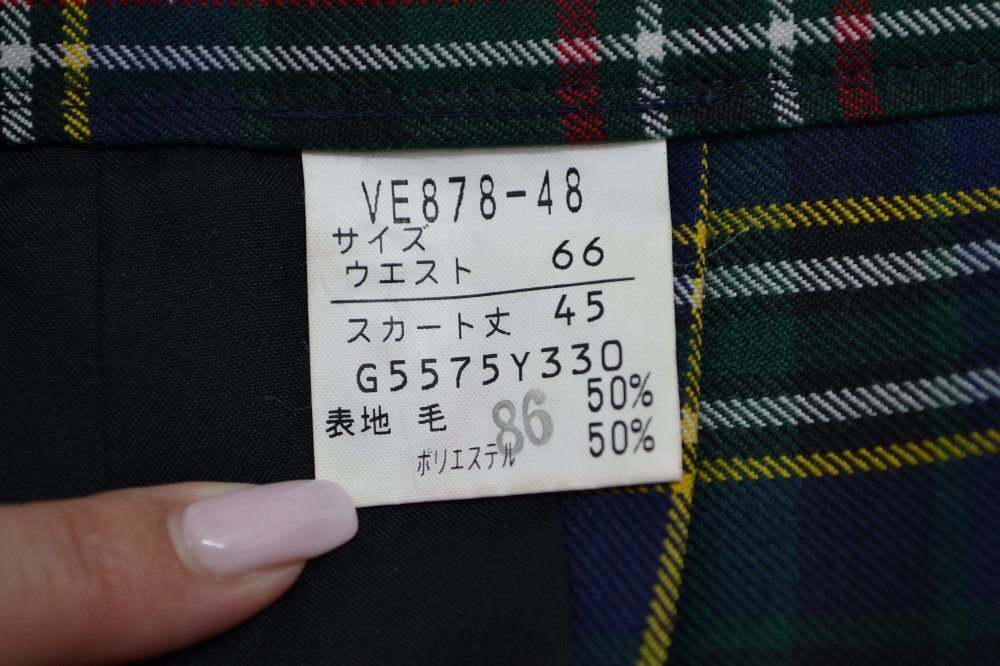 VE878-48
サイズ
ウエスト 66
スカート丈 45
G5575Y330
表地 毛 50%
ポリエステル 50%
86